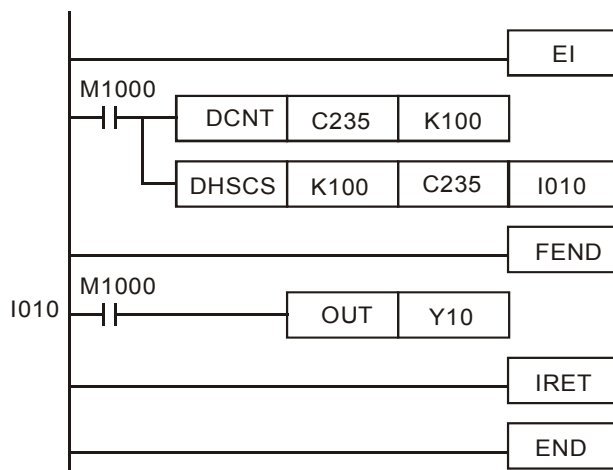 EI
M1000
DCNT C235 K100
DHSCS K100 C235 I010
FEND
M1000
I010
OUT Y10
IRET
END